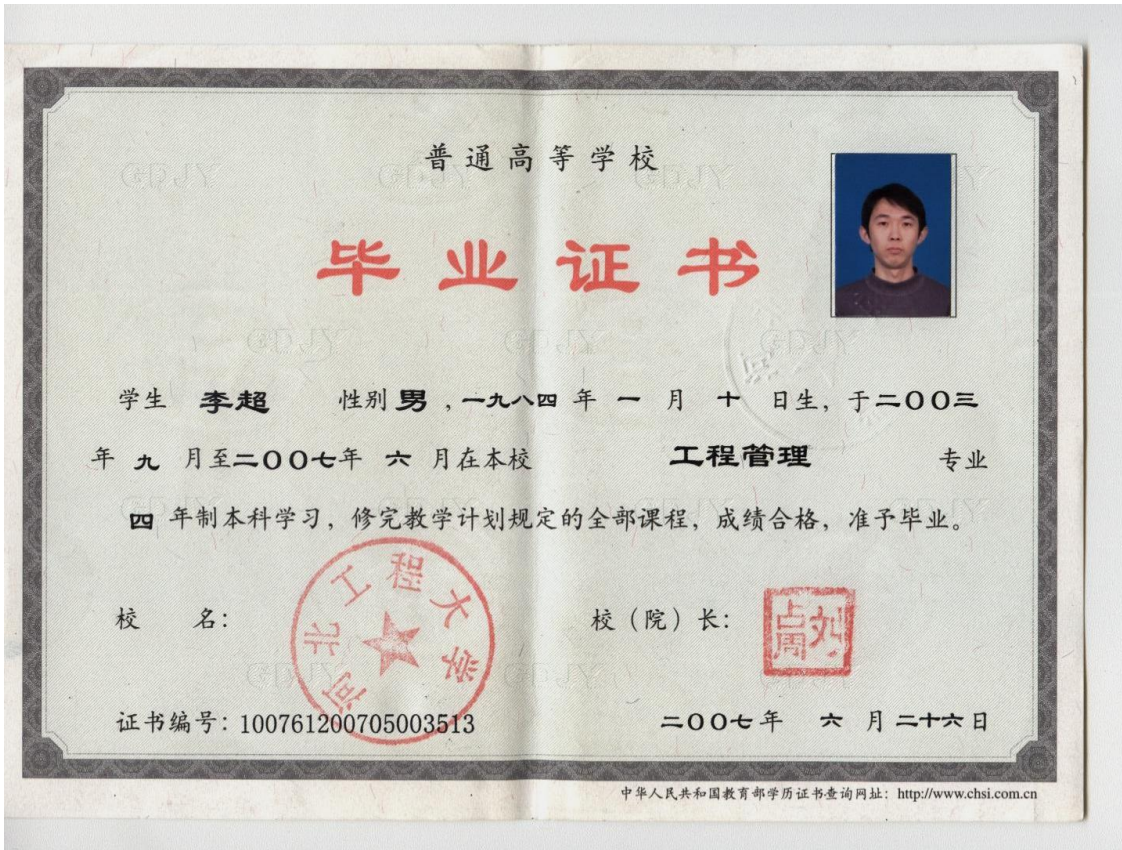 普通高等学校
毕业证书
学生 李超 性别 男，一九八四 年 一 月 十 日生，于二〇〇三
年 九 月至二〇〇七年 六 月在本校 工程管理 专业
四 年制本科学习，修完教学计划规定的全部课程，成绩合格，准予毕业。
河北工程大学
校 名： 校（院）长：
证书编号：100761200705003513 二〇〇七年 六 月二十六日
中华人民共和国教育部学历证书查询网址：http://www.chsi.com.cn